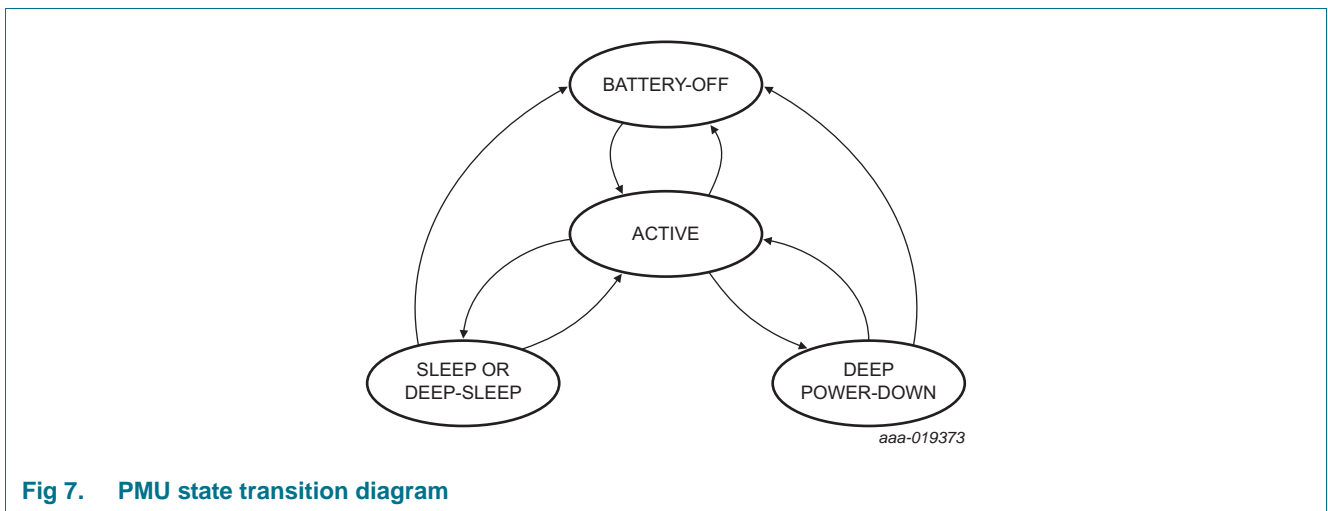 BATTERY-OFF
ACTIVE
SLEEP OR
DEEP-SLEEP
DEEP
POWER-DOWN
aaa-019373
Fig 7. PMU state transition diagram